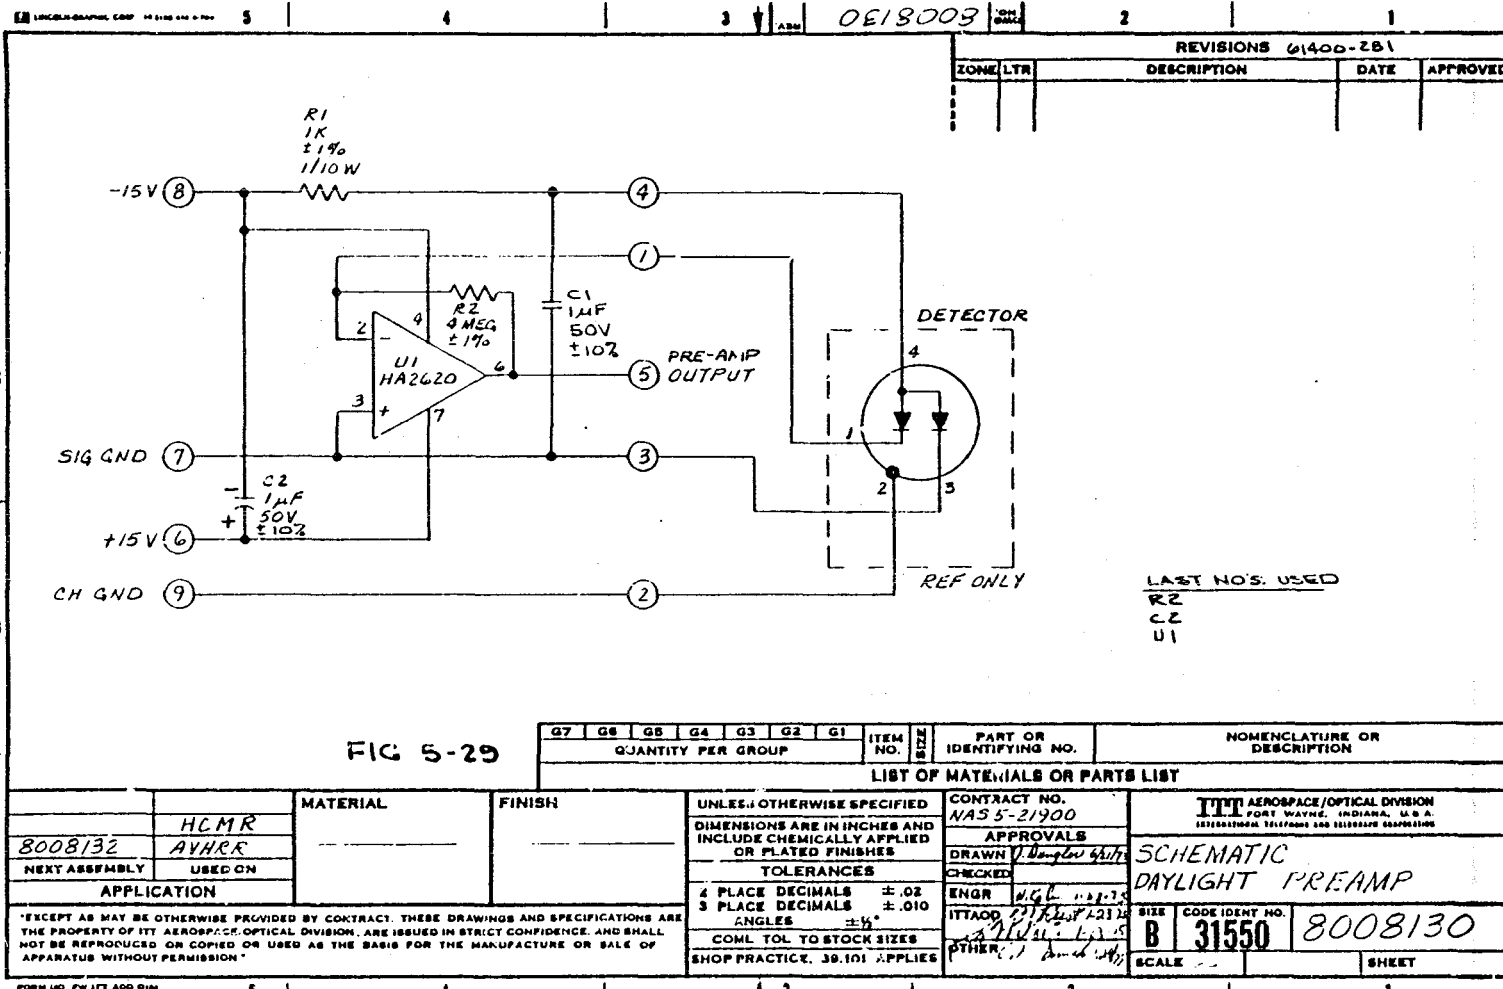 5 4 3 2 1
0E18008
REVISIONS 61400-2B1
ZONE LTR DESCRIPTION DATE APPROVED
R1
1K
±1%
1/10 W
-15V 8
4
1
R2
4 MEG
±1%
C1
1µF
50V
±10%
2 -
4
U1
HA2620
6
3 +
7
5 PRE-AMP
OUTPUT
DETECTOR
4
1
2 3
SIG GND 7
3
C2
1µF
50V
±10%
-
+
+15V 6
CH GND 9
2
REF ONLY
LAST NO'S. USED
R2
C2
U1
FIG 5-29
G7 G6 G5 G4 G3 G2 G1
QUANTITY PER GROUP
ITEM NO.
SIZE
PART OR IDENTIFYING NO.
NOMENCLATURE OR DESCRIPTION
LIST OF MATERIALS OR PARTS LIST
HCMR
8008132 AVHRR
NEXT ASSEMBLY USED ON
APPLICATION
MATERIAL
FINISH
UNLESS OTHERWISE SPECIFIED
DIMENSIONS ARE IN INCHES AND
INCLUDE CHEMICALLY APPLIED
OR PLATED FINISHES
TOLERANCES
2 PLACE DECIMALS ±.02
3 PLACE DECIMALS ±.010
ANGLES ±½°
COML TOL TO STOCK SIZES
SHOP PRACTICE, 39.101 APPLIES
CONTRACT NO.
NAS 5-21900
APPROVALS
DRAWN
CHECKED
ENGR
ITTAOD
OTHER
ITT AEROSPACE/OPTICAL DIVISION
FORT WAYNE, INDIANA, U.S.A.
INTERNATIONAL TELEPHONE AND TELEGRAPH CORPORATION
SCHEMATIC
DAYLIGHT PREAMP
SIZE CODE IDENT NO.
B 31550 8008130
SCALE SHEET
"EXCEPT AS MAY BE OTHERWISE PROVIDED BY CONTRACT. THESE DRAWINGS AND SPECIFICATIONS ARE
THE PROPERTY OF ITT AEROSPACE/OPTICAL DIVISION, ARE ISSUED IN STRICT CONFIDENCE, AND SHALL
NOT BE REPRODUCED OR COPIED OR USED AS THE BASIS FOR THE MANUFACTURE OR SALE OF
APPARATUS WITHOUT PERMISSION"